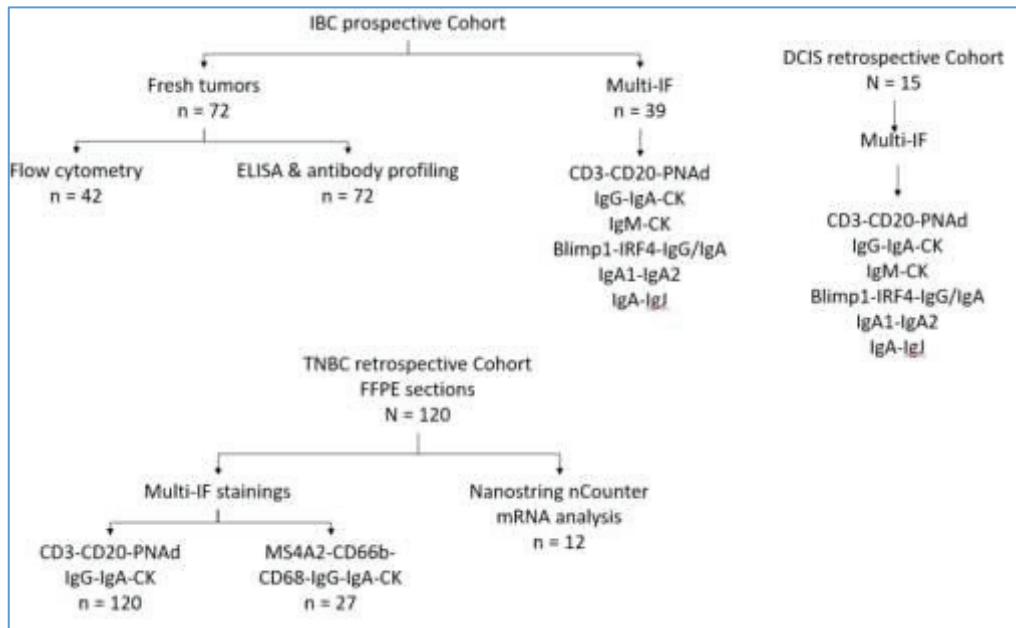 IBC prospective Cohort
Fresh tumors
n = 72
Flow cytometry
n = 42
ELISA & antibody profiling
n = 72
Multi-IF
n = 39
CD3-CD20-PNAd
IgG-IgA-CK
IgM-CK
Blimp1-IRF4-IgG/IgA
IgA1-IgA2
IgA-IgJ
DCIS retrospective Cohort
N = 15
Multi-IF
CD3-CD20-PNAd
IgG-IgA-CK
IgM-CK
Blimp1-IRF4-IgG/IgA
IgA1-IgA2
IgA-IgJ
TNBC retrospective Cohort
FFPE sections
N = 120
Multi-IF stainings
CD3-CD20-PNAd
IgG-IgA-CK
n = 120
MS4A2-CD66b-
CD68-IgG-IgA-CK
n = 27
Nanostring nCounter
mRNA analysis
n = 12